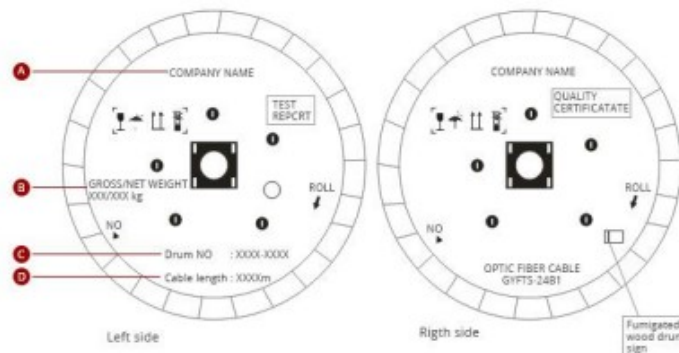 A
COMPANY NAME
TEST
REPCRT
B
GROSS/NET WEIGHT
XXX/XXX kg
ROLL
NO
C
Drum NO : XXXX-XXXX
D
Cable length : XXXXm
Left side
COMPANY NAME
QUALITY
CERTIFICATATE
ROLL
NO
OPTIC FIBER CABLE
GYFTS-24B1
Rigth side
Fumigated
wood drum
sign